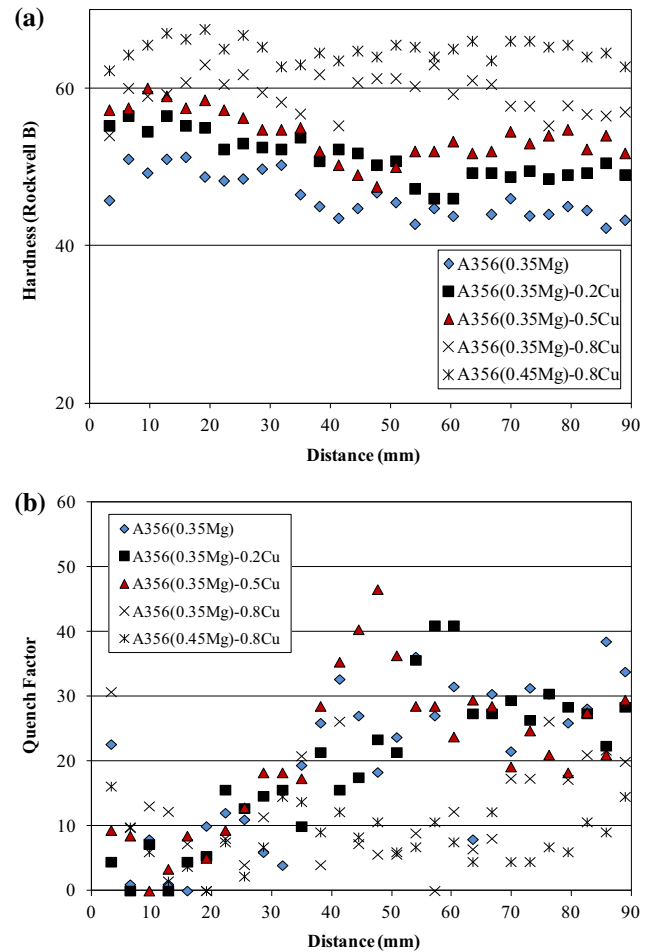 (a)
Hardness (Rockwell B)
60
40
20
0 10 20 30 40 50 60 70 80 90
Distance (mm)
A356(0.35Mg)
A356(0.35Mg)-0.2Cu
A356(0.35Mg)-0.5Cu
A356(0.35Mg)-0.8Cu
A356(0.45Mg)-0.8Cu
(b)
Quench Factor
60
50
40
30
20
10
0
0 10 20 30 40 50 60 70 80 90
Distance (mm)
A356(0.35Mg)
A356(0.35Mg)-0.2Cu
A356(0.35Mg)-0.5Cu
A356(0.35Mg)-0.8Cu
A356(0.45Mg)-0.8Cu